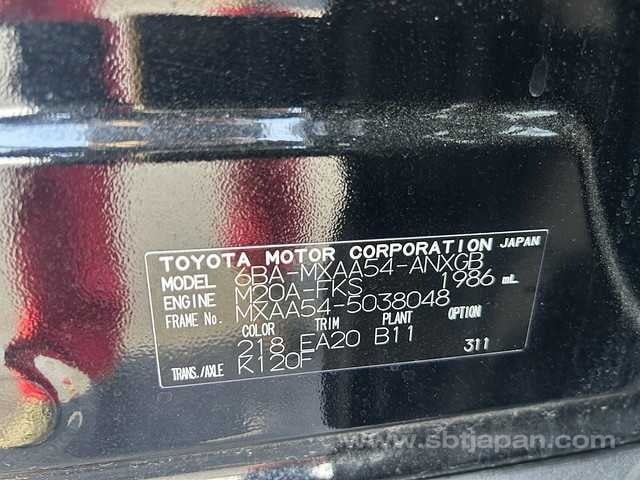 TOYOTA MOTOR CORPORATION JAPAN
MODEL 6BA-MXAA54-ANXGB
ENGINE M20A-FKS 1986 mL
FRAME No. MXAA54-5038048
COLOR TRIM PLANT OPTION
218 EA20 B11
TRANS./AXLE K120F 311
www.sbtjapan.com